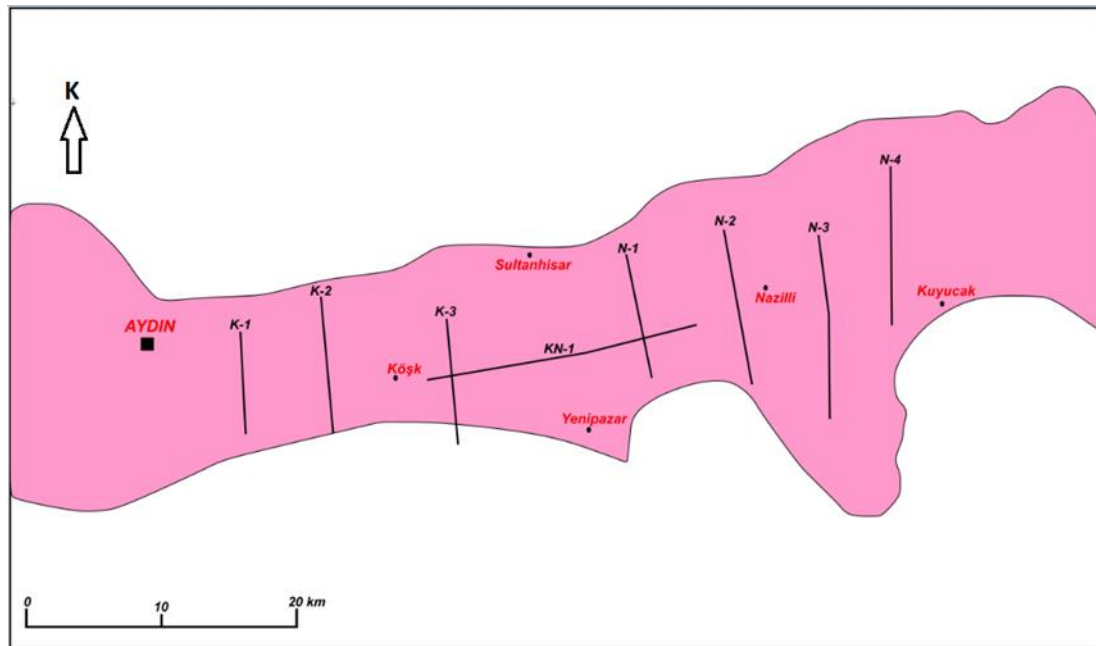 K
N-4
N-2
N-3
N-1
Sultanhisar
K-2
Nazilli
Kuyucak
K-3
AYDIN
K-1
KN-1
Köşk
Yenipazar
0
10
20 km